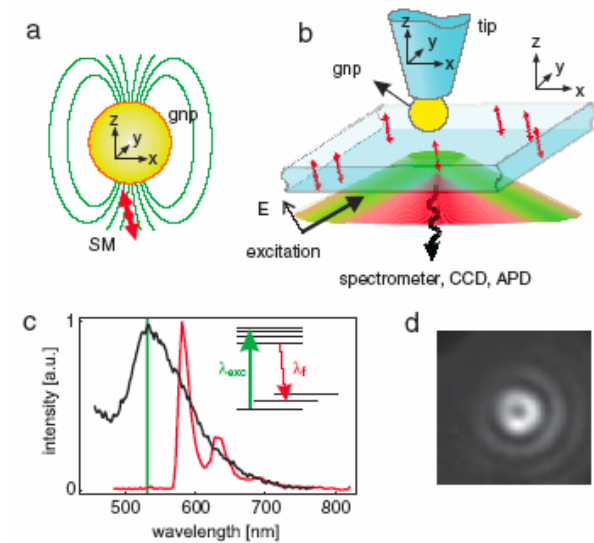 a
gnp
z
y
x
SM
b
tip
z
y
x
gnp
z
y
x
E
excitation
spectrometer, CCD, APD
c
1
intensity [a.u.]
0
λexc
λf
500 600 700 800
wavelength [nm]
d